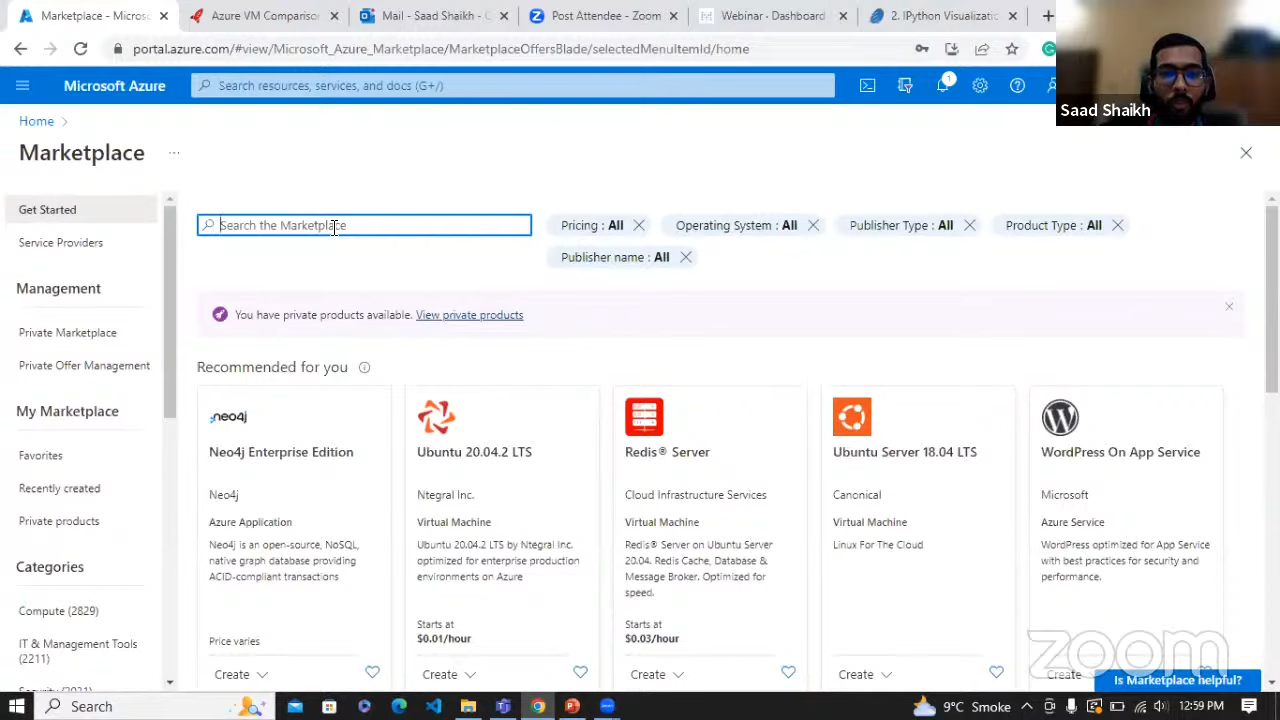 Marketplace - Micros
Azure VM Compariso
Mail - Saad Shaikh - O
Post Attendee - Zoom
Webinar · Dashboard
2. IPython Visualizatio
portal.azure.com/#view/Microsoft_Azure_Marketplace/MarketplaceOffersBlade/selectedMenuItemId/home
Microsoft Azure
Search resources, services, and docs (G+/)
1
Saad Shaikh
Home
Marketplace
Get Started
Service Providers
Management
Private Marketplace
Private Offer Management
My Marketplace
Favorites
Recently created
Private products
Categories
Compute (2829)
IT & Management Tools
(2211)
Search the Marketplace
Pricing : All
Operating System : All
Publisher Type : All
Product Type : All
Publisher name : All
You have private products available. View private products
Recommended for you
neo4j
Neo4j Enterprise Edition
Neo4j
Azure Application
Neo4j is an open-source, NoSQL,
native graph database providing
ACID-compliant transactions
Price varies
Create
Ubuntu 20.04.2 LTS
Ntegral Inc.
Virtual Machine
Ubuntu 20.04.2 LTS by Ntegral Inc.
optimized for enterprise production
environments on Azure
Starts at
$0.01/hour
Create
Redis® Server
Cloud Infrastructure Services
Virtual Machine
Redis® Server on Ubuntu Server
20.04. Redis Cache, Database &
Message Broker. Optimized for
speed.
Starts at
$0.03/hour
Create
Ubuntu Server 18.04 LTS
Canonical
Virtual Machine
Linux For The Cloud
Create
WordPress On App Service
Microsoft
Azure Service
WordPress optimized for App Service
with best practices for security and
performance.
Create
zoom
Is Marketplace helpful?
Search
9°C Smoke
ENG
12:59 PM